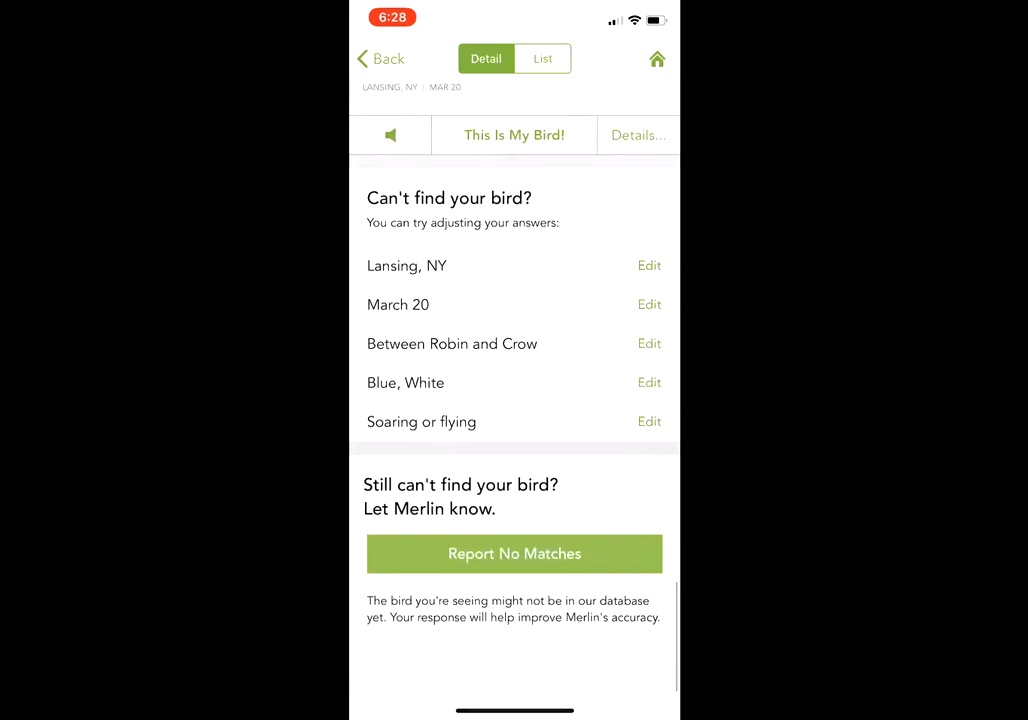 6:28
Back
Detail
List
LANSING, NY | MAR 20
This Is My Bird!
Details...
Can't find your bird?
You can try adjusting your answers:
Lansing, NY
Edit
March 20
Edit
Between Robin and Crow
Edit
Blue, White
Edit
Soaring or flying
Edit
Still can't find your bird?
Let Merlin know.
Report No Matches
The bird you're seeing might not be in our database
yet. Your response will help improve Merlin's accuracy.